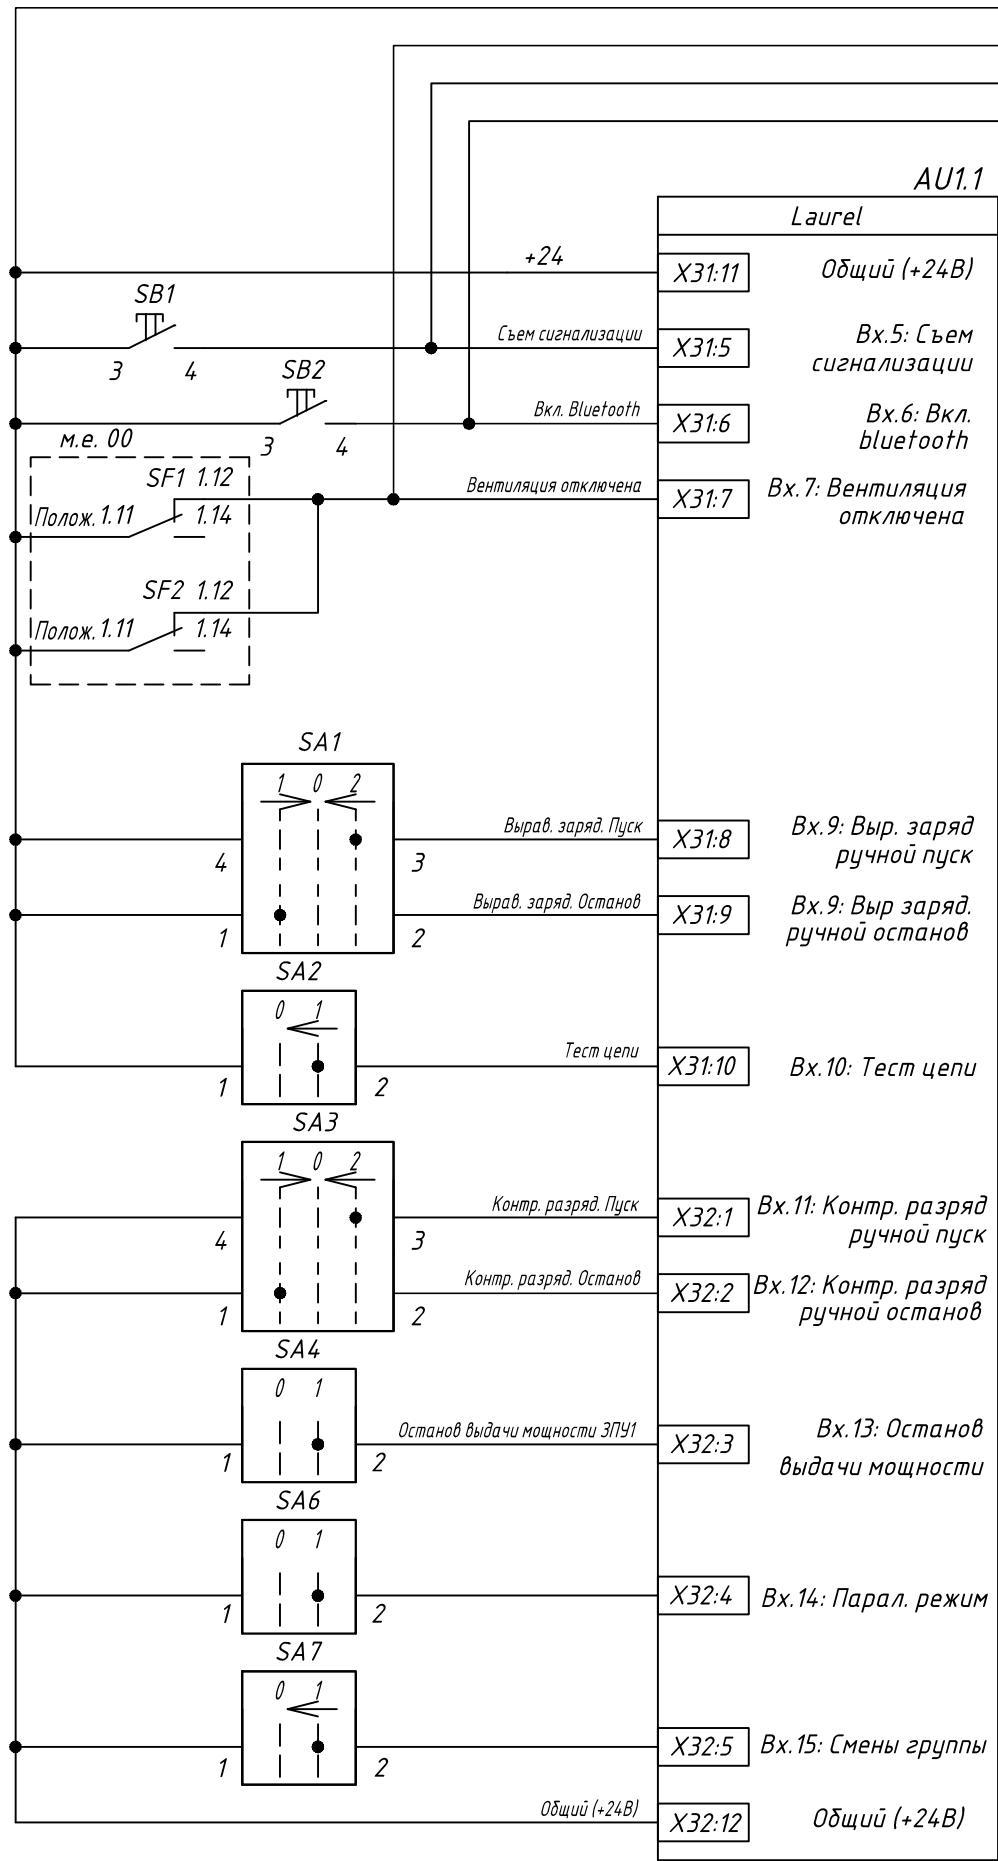 AU1.1
Laurel
+24
X31:11
Общий (+24В)
SB1
3
4
Съем сигнализации
X31:5
Вх.5: Съем
сигнализации
SB2
3
4
Вкл. Bluetooth
X31:6
Вх.6: Вкл.
bluetooth
м.е. 00
SF1 1.12
Полож. 1.11
1.14
Вентиляция отключена
X31:7
Вх.7: Вентиляция
отключена
SF2 1.12
Полож. 1.11
1.14
SA1
1 0 2
4
3
Вырав. заряд. Пуск
X31:8
Вх.9: Выр. заряд
ручной пуск
1
2
Вырав. заряд. Останов
X31:9
Вх.9: Выр заряд.
ручной останов
SA2
0 1
1
2
Тест цепи
X31:10
Вх.10: Тест цепи
SA3
1 0 2
4
3
Контр. разряд. Пуск
X32:1
Вх.11: Контр. разряд
ручной пуск
1
2
Контр. разряд. Останов
X32:2
Вх.12: Контр. разряд
ручной останов
SA4
0 1
1
2
Останов выдачи мощности ЗПУ1
X32:3
Вх.13: Останов
выдачи мощности
SA6
0 1
1
2
X32:4
Вх.14: Парал. режим
SA7
0 1
1
2
X32:5
Вх.15: Смены группы
Общий (+24В)
X32:12
Общий (+24В)